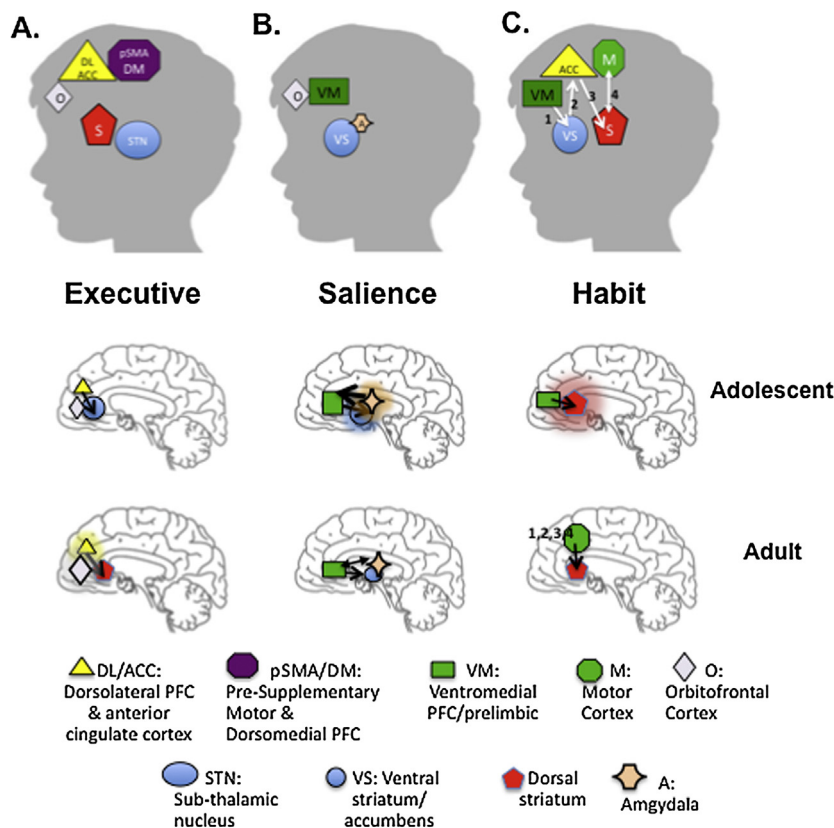 A.
B.
C.
DL
ACC
pSMA
DM
O
S
STN
O
VM
VS
A
ACC
M
VM
1
2
3
4
VS
S
Executive
Salience
Habit
Adolescent
1,2,3,4
Adult
DL/ACC:
Dorsolateral PFC
& anterior
cingulate cortex
pSMA/DM:
Pre-Supplementary
Motor &
Dorsomedial PFC
VM:
Ventromedial
PFC/prelimbic
M:
Motor
Cortex
O:
Orbitofrontal
Cortex
STN:
Sub-thalamic
nucleus
VS: Ventral
striatum/
accumbens
Dorsal
striatum
A:
Amgydala